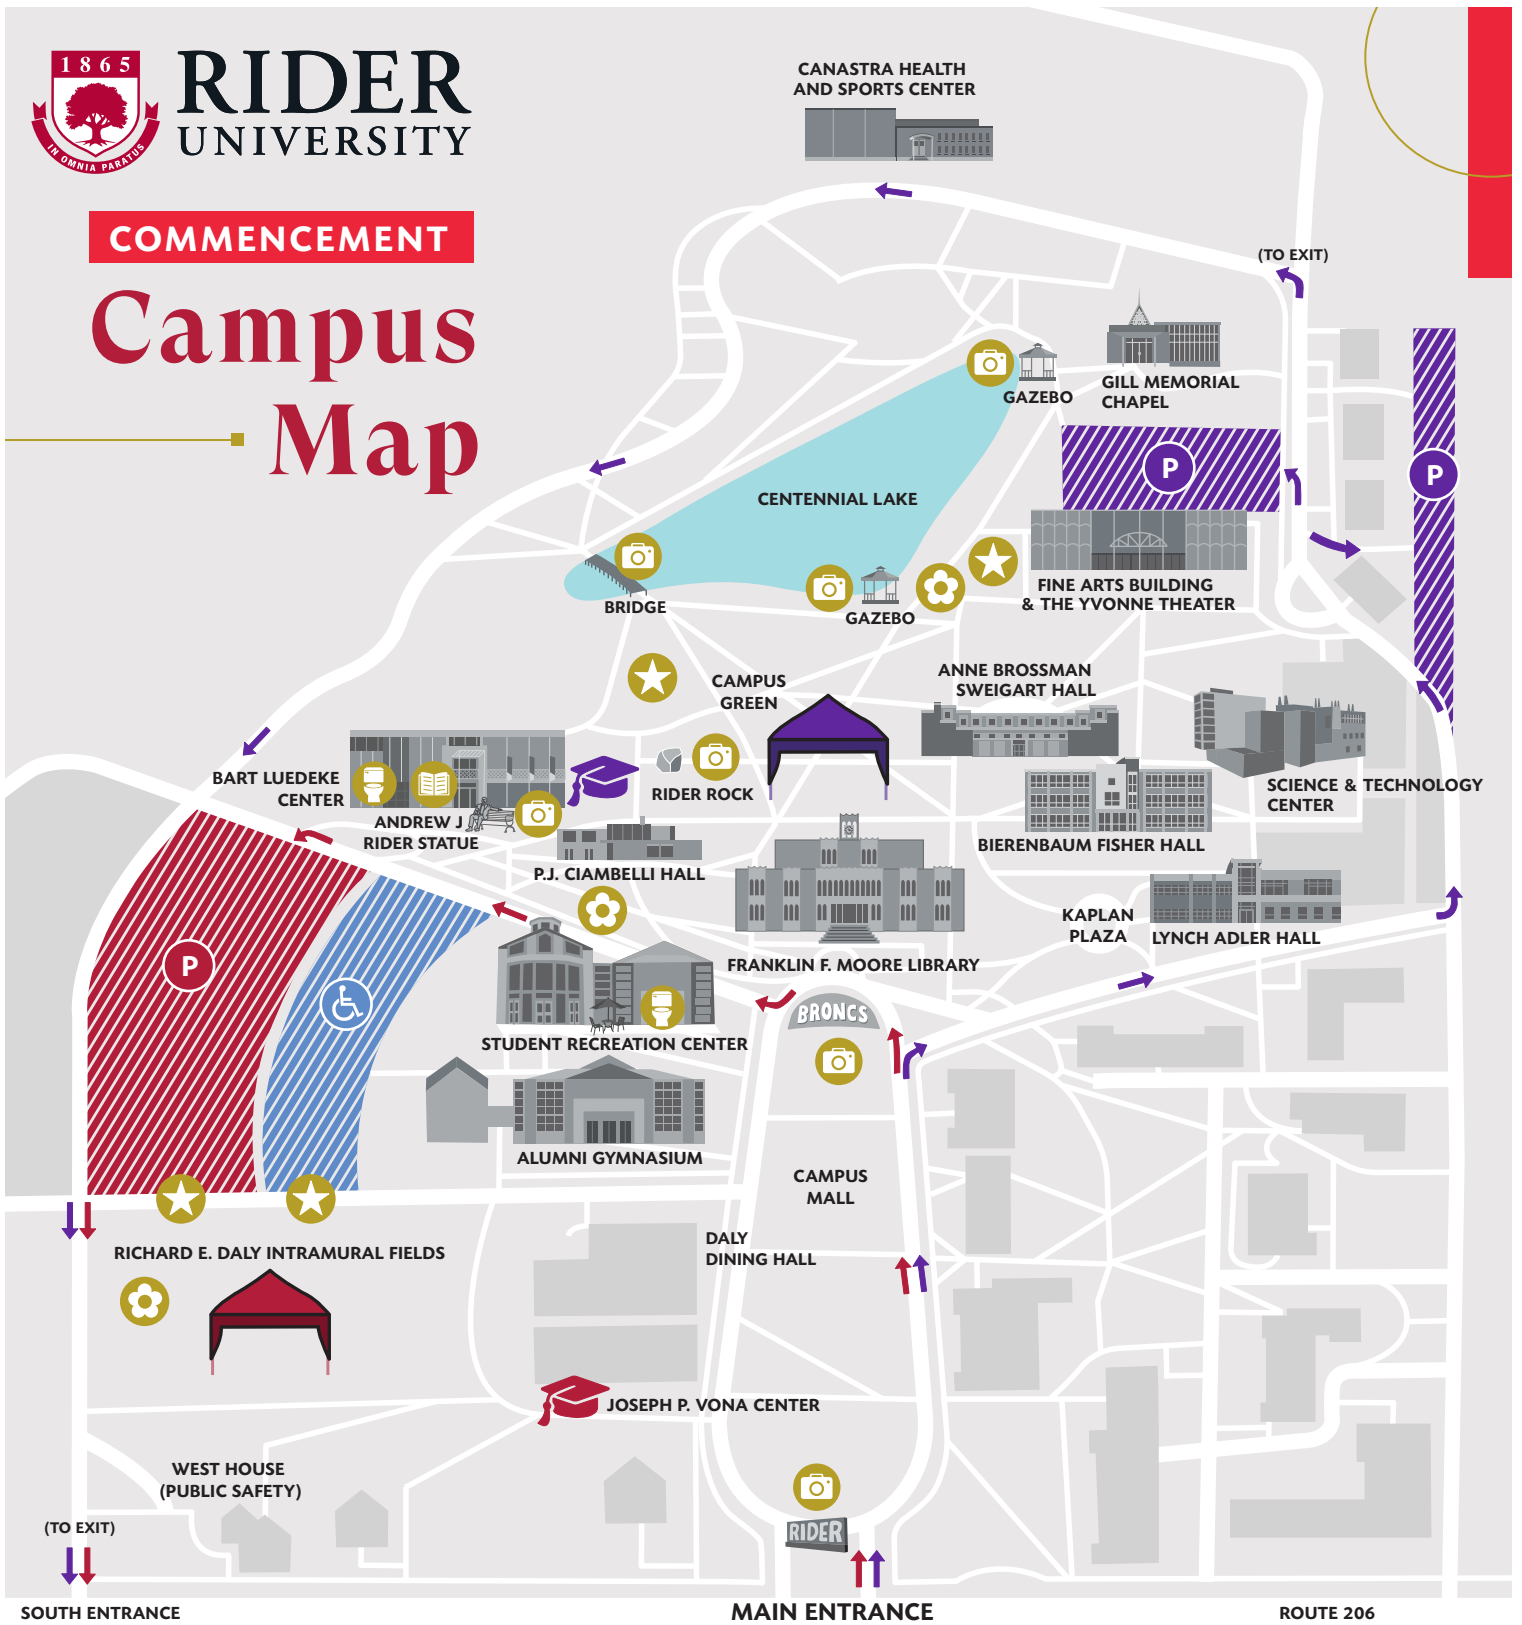 1865
IN OMNIA PARATUS
RIDER
UNIVERSITY
COMMENCEMENT
Campus
Map
CANASTRA HEALTH
AND SPORTS CENTER
(TO EXIT)
GILL MEMORIAL
CHAPEL
GAZEBO
P
P
CENTENNIAL LAKE
FINE ARTS BUILDING
& THE YVONNE THEATER
BRIDGE
GAZEBO
CAMPUS
GREEN
ANNE BROSSMAN
SWEIGART HALL
BART LUEDEKE
CENTER
RIDER ROCK
SCIENCE & TECHNOLOGY
CENTER
ANDREW J
RIDER STATUE
BIERENBAUM FISHER HALL
P.J. CIAMBELLI HALL
KAPLAN
PLAZA
LYNCH ADLER HALL
P
FRANKLIN F. MOORE LIBRARY
BRONCS
STUDENT RECREATION CENTER
ALUMNI GYMNASIUM
CAMPUS
MALL
DALY
DINING HALL
RICHARD E. DALY INTRAMURAL FIELDS
JOSEPH P. VONA CENTER
WEST HOUSE
(PUBLIC SAFETY)
(TO EXIT)
RIDER
SOUTH ENTRANCE
MAIN ENTRANCE
ROUTE 206